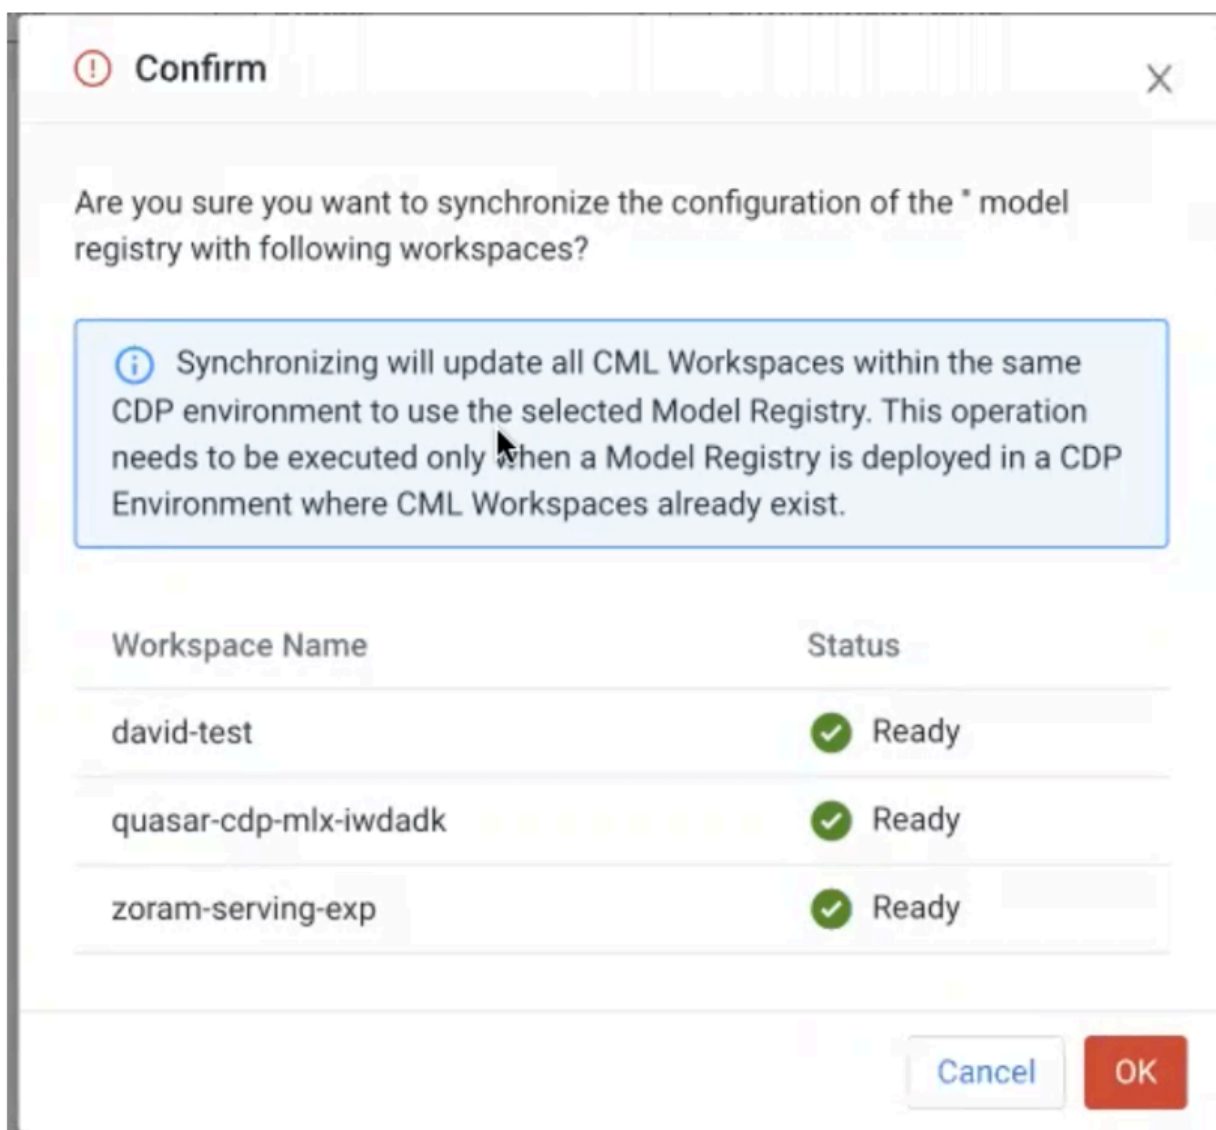 Confirm
Are you sure you want to synchronize the configuration of the " model
registry with following workspaces?
Synchronizing will update all CML Workspaces within the same
CDP environment to use the selected Model Registry. This operation
needs to be executed only when a Model Registry is deployed in a CDP
Environment where CML Workspaces already exist.
Workspace Name Status
david-test Ready
quasar-cdp-mlx-iwdadk Ready
zoram-serving-exp Ready
Cancel OK